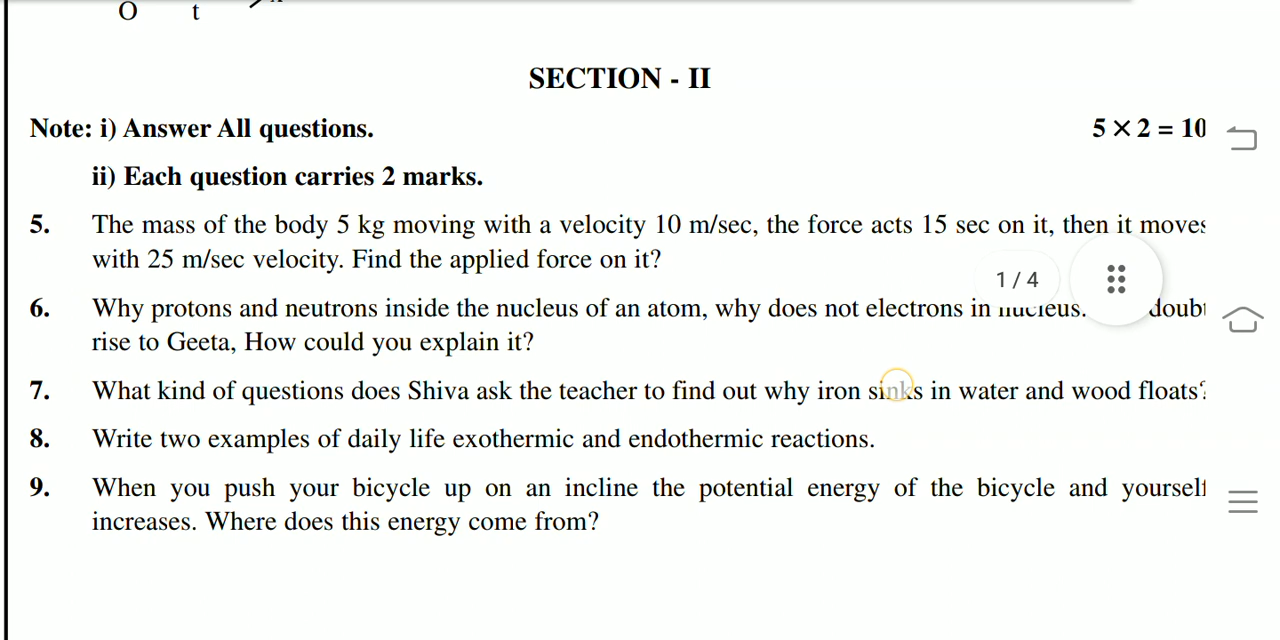 O t
SECTION - II
Note: i) Answer All questions. 5 × 2 = 10
ii) Each question carries 2 marks.
5. The mass of the body 5 kg moving with a velocity 10 m/sec, the force acts 15 sec on it, then it moves
with 25 m/sec velocity. Find the applied force on it?
1 / 4
6. Why protons and neutrons inside the nucleus of an atom, why does not electrons in nucleus. doubt
rise to Geeta, How could you explain it?
7. What kind of questions does Shiva ask the teacher to find out why iron sinks in water and wood floats?
8. Write two examples of daily life exothermic and endothermic reactions.
9. When you push your bicycle up on an incline the potential energy of the bicycle and yourself
increases. Where does this energy come from?